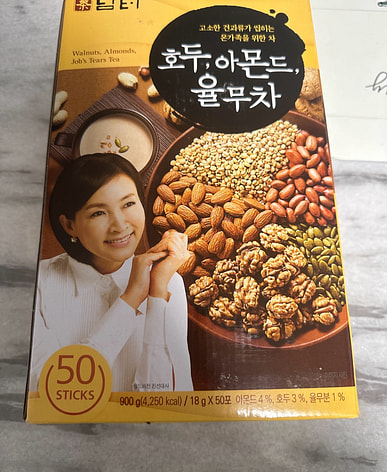 담터
Walnuts, Almonds,
Job's Tears Tea
고소한 견과류가 씹히는
온가족을 위한 차
호두, 아몬드,
율무차
50
STICKS
900 g(4,250 kcal) / 18 g X 50포 아몬드 4%, 호두 3%, 율무분 1%